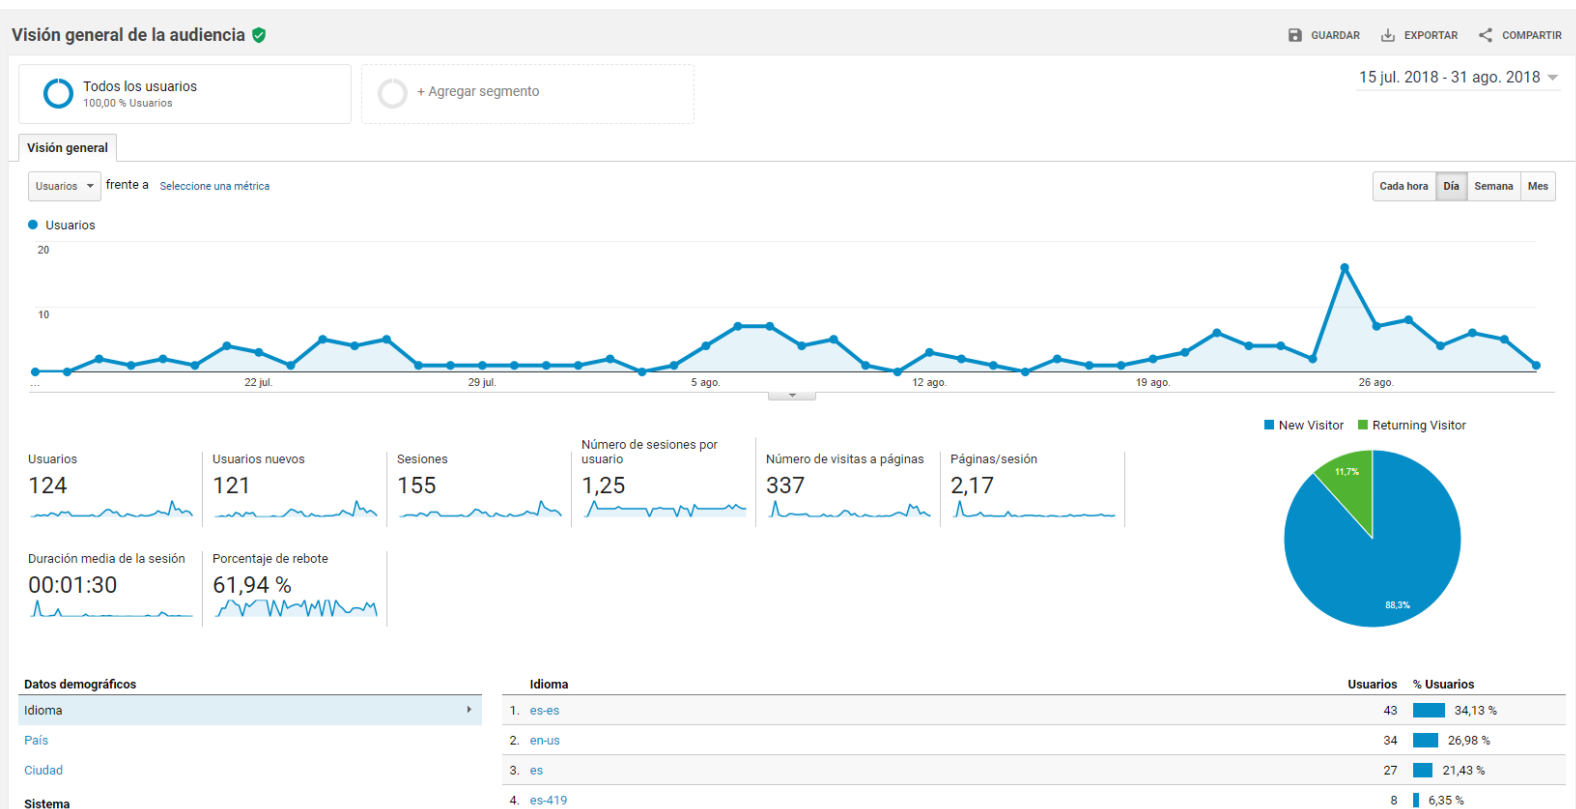 Visión general de la audiencia
GUARDAR EXPORTAR COMPARTIR
Todos los usuarios
100,00 % Usuarios
+ Agregar segmento
15 jul. 2018 - 31 ago. 2018
Visión general
Usuarios frente a Seleccione una métrica
Cada hora Día Semana Mes
Usuarios
20
10
... 22 jul. 29 jul. 5 ago. 12 ago. 19 ago. 26 ago.
New Visitor Returning Visitor
Usuarios
124
Usuarios nuevos
121
Sesiones
155
Número de sesiones por
usuario
1,25
Número de visitas a páginas
337
Páginas/sesión
2,17
11,7%
88,3%
Duración media de la sesión
00:01:30
Porcentaje de rebote
61,94 %
Datos demográficos
Idioma
País
Ciudad
Sistema
Idioma Usuarios % Usuarios
1. es-es 43 34,13 %
2. en-us 34 26,98 %
3. es 27 21,43 %
4. es-419 8 6,35 %